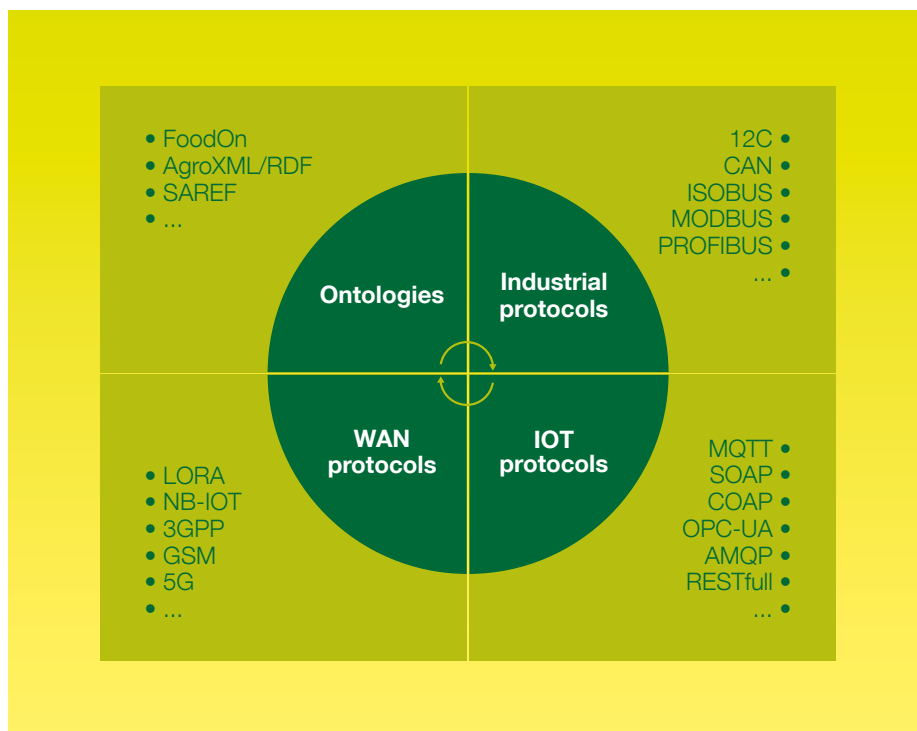 • FoodOn
• AgroXML/RDF
• SAREF
• ...
12C •
CAN •
ISOBUS •
MODBUS •
PROFIBUS •
... •
Ontologies
Industrial
protocols
WAN
protocols
IOT
protocols
• LORA
• NB-IOT
• 3GPP
• GSM
• 5G
• ...
MQTT •
SOAP •
COAP •
OPC-UA •
AMQP •
RESTfull •
... •